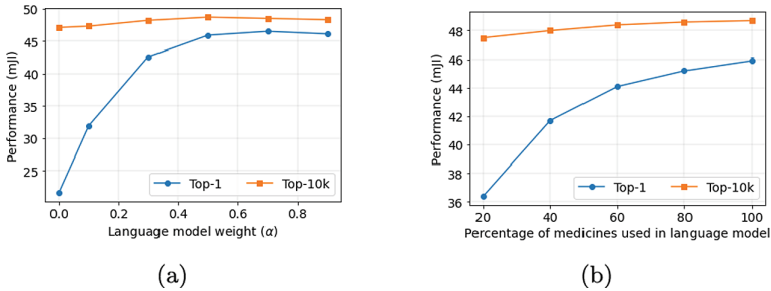 50
45
40
35
30
25
Performance (mJI)
0.0 0.2 0.4 0.6 0.8
Language model weight (α)
Top-1 Top-10k
(a)
48
46
44
42
40
38
36
Performance (mJI)
20 40 60 80 100
Percentage of medicines used in language model
Top-1 Top-10k
(b)